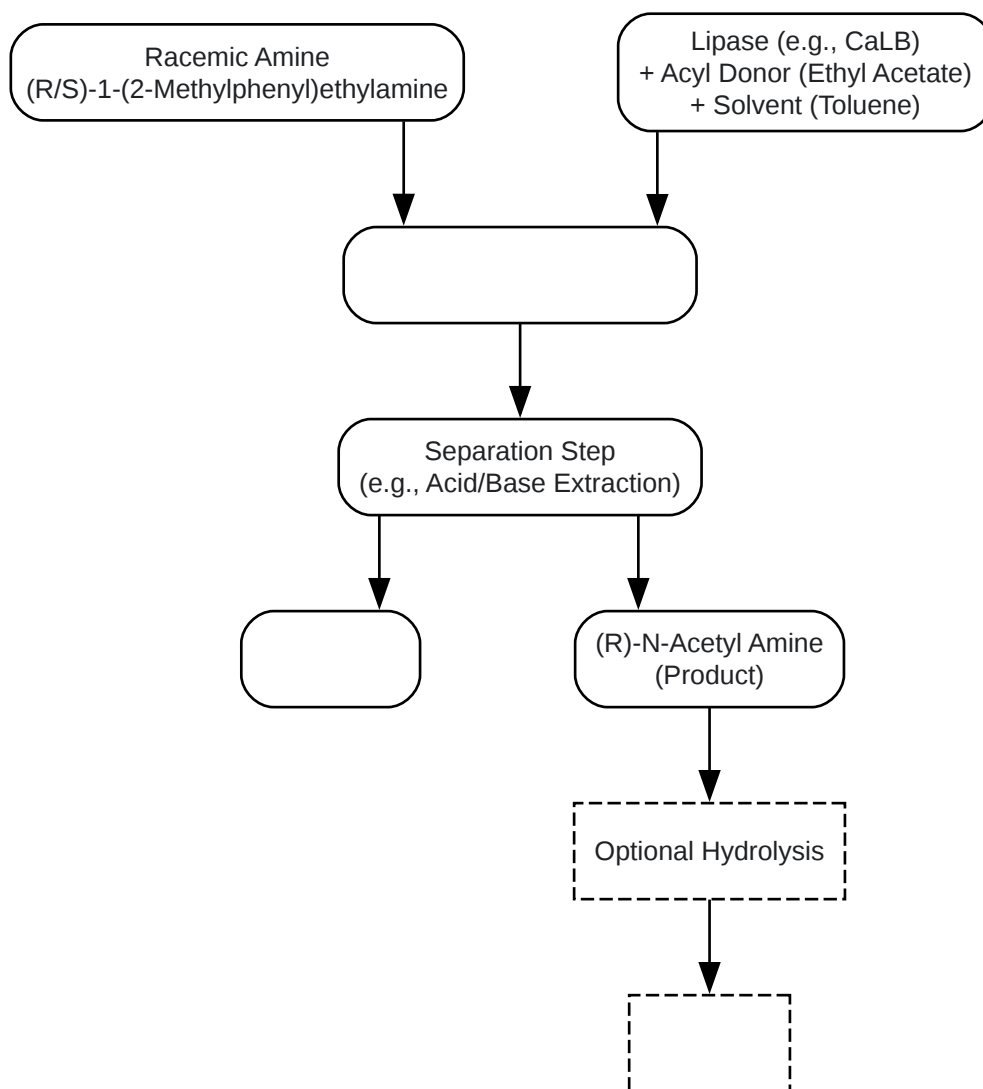 Racemic Amine
(R/S)-1-(2-Methylphenyl)ethylamine
Lipase (e.g., CaLB)
+ Acyl Donor (Ethyl Acetate)
+ Solvent (Toluene)
Separation Step
(e.g., Acid/Base Extraction)
(R)-N-Acetyl Amine
(Product)
Optional Hydrolysis